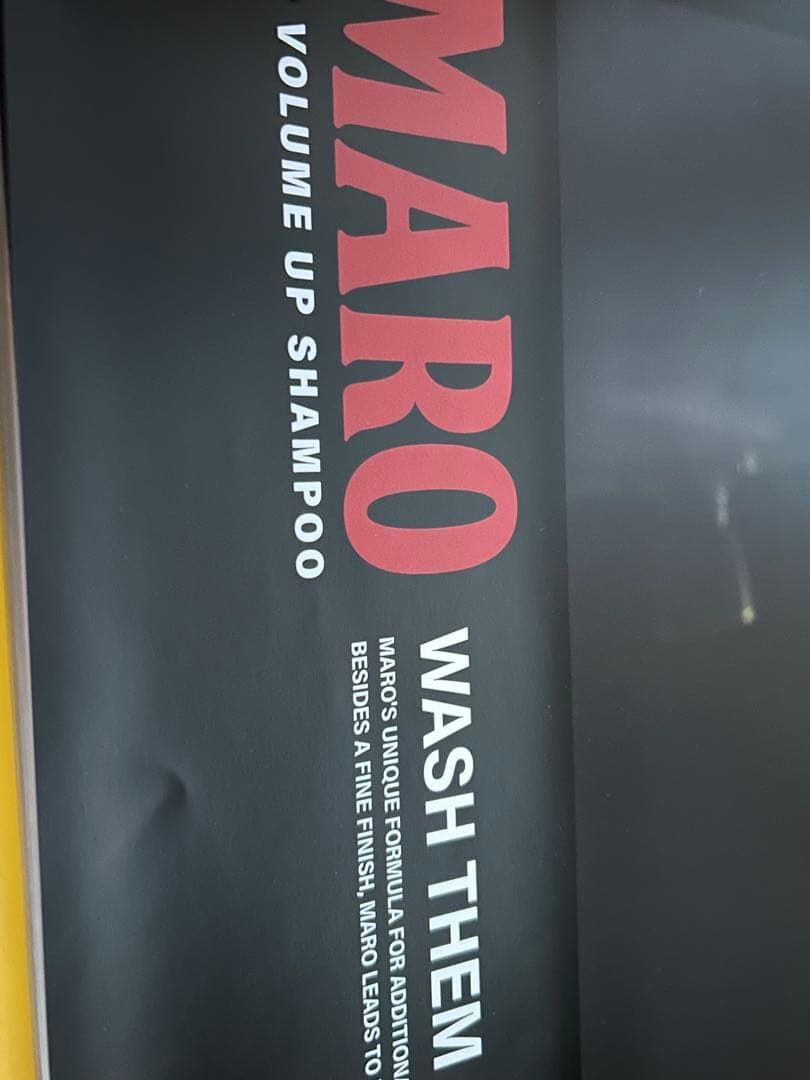 MARO
VOLUME UP SHAMPOO
WASH THEM
MARO'S UNIQUE FORMULA FOR
BESIDES A FINE FINISH, MARO LEADS TO